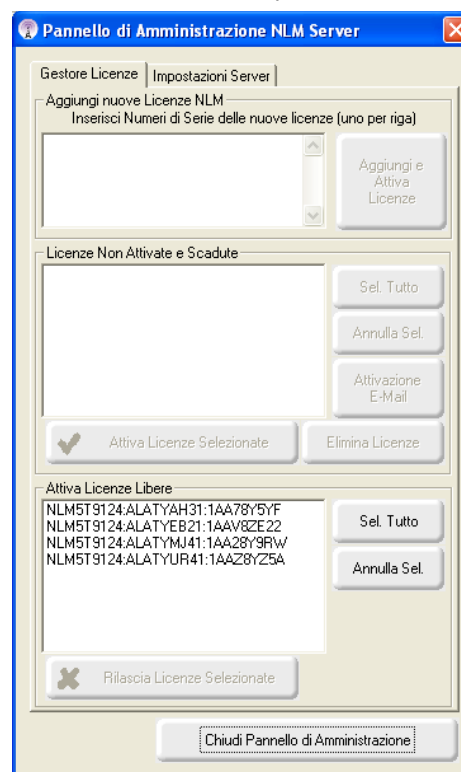 Pannello di Amministrazione NLM Server
Gestore Licenze
Impostazioni Server
Aggiungi nuove Licenze NLM
Inserisci Numeri di Serie delle nuove licenze (uno per riga)
Aggiungi e
Attiva
Licenze
Licenze Non Attivate e Scadute
Sel. Tutto
Annulla Sel.
Attivazione
E-Mail
Attiva Licenze Selezionate
Elimina Licenze
Attiva Licenze Libere
NLM5T9124:ALATYAH31:1AA78Y5YF
NLM5T9124:ALATYEB21:1AAV8ZE22
NLM5T9124:ALATYMJ41:1AA28Y9RW
NLM5T9124:ALATYUR41:1AAZ8YZ5A
Sel. Tutto
Annulla Sel.
Rilascia Licenze Selezionate
Chiudi Pannello di Amministrazione